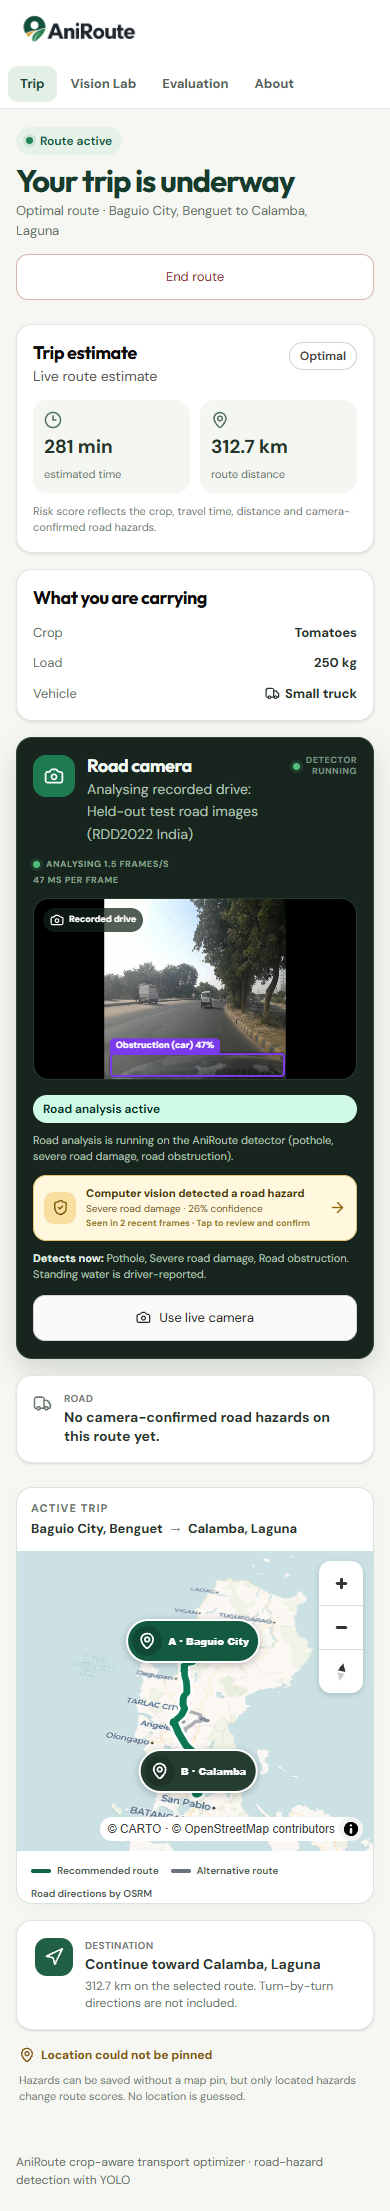 AniRoute
Trip
Vision Lab
Evaluation
About
Route active
Your trip is underway
Optimal route · Baguio City, Benguet to Calamba,
Laguna
End route
Trip estimate
Optimal
Live route estimate
281 min
estimated time
312.7 km
route distance
Risk score reflects the crop, travel time, distance and camera-
confirmed road hazards.
What you are carrying
Crop
Tomatoes
Load
250 kg
Vehicle
Small truck
Road camera
DETECTOR
RUNNING
Analysing recorded drive:
Held-out test road images
(RDD2022 India)
ANALYSING 1.5 FRAMES/S
47 MS PER FRAME
Recorded drive
Obstruction (car) 47%
Road analysis active
Road analysis is running on the AniRoute detector (pothole,
severe road damage, road obstruction).
Computer vision detected a road hazard
Severe road damage · 26% confidence
Seen in 2 recent frames · Tap to review and confirm
Detects now: Pothole, Severe road damage, Road obstruction.
Standing water is driver-reported.
Use live camera
ROAD
No camera-confirmed road hazards on
this route yet.
ACTIVE TRIP
Baguio City, Benguet → Calamba, Laguna
LAOAG
VIGAN
TUGUEGARAO
A · Baguio City
Dagupan
TARLAC CITY
Angele
Olongapo
B · Calamba
San Pablo
BATANG
© CARTO · © OpenStreetMap contributors
Recommended route
Alternative route
Road directions by OSRM
DESTINATION
Continue toward Calamba, Laguna
312.7 km on the selected route. Turn-by-turn
directions are not included.
Location could not be pinned
Hazards can be saved without a map pin, but only located hazards
change route scores. No location is guessed.
AniRoute crop-aware transport optimizer · road-hazard
detection with YOLO